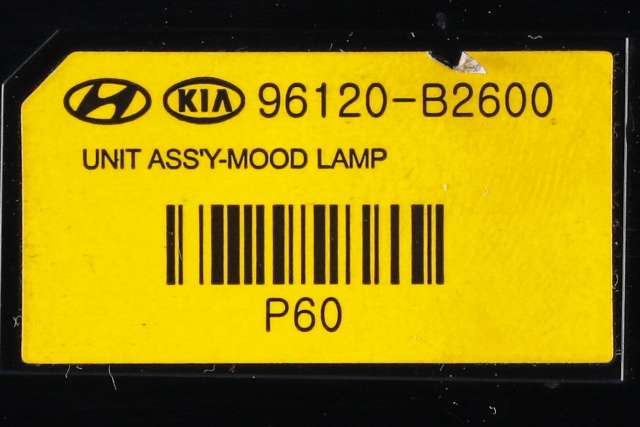 KIA 96120-B2600
UNIT ASS'Y-MOOD LAMP
P60